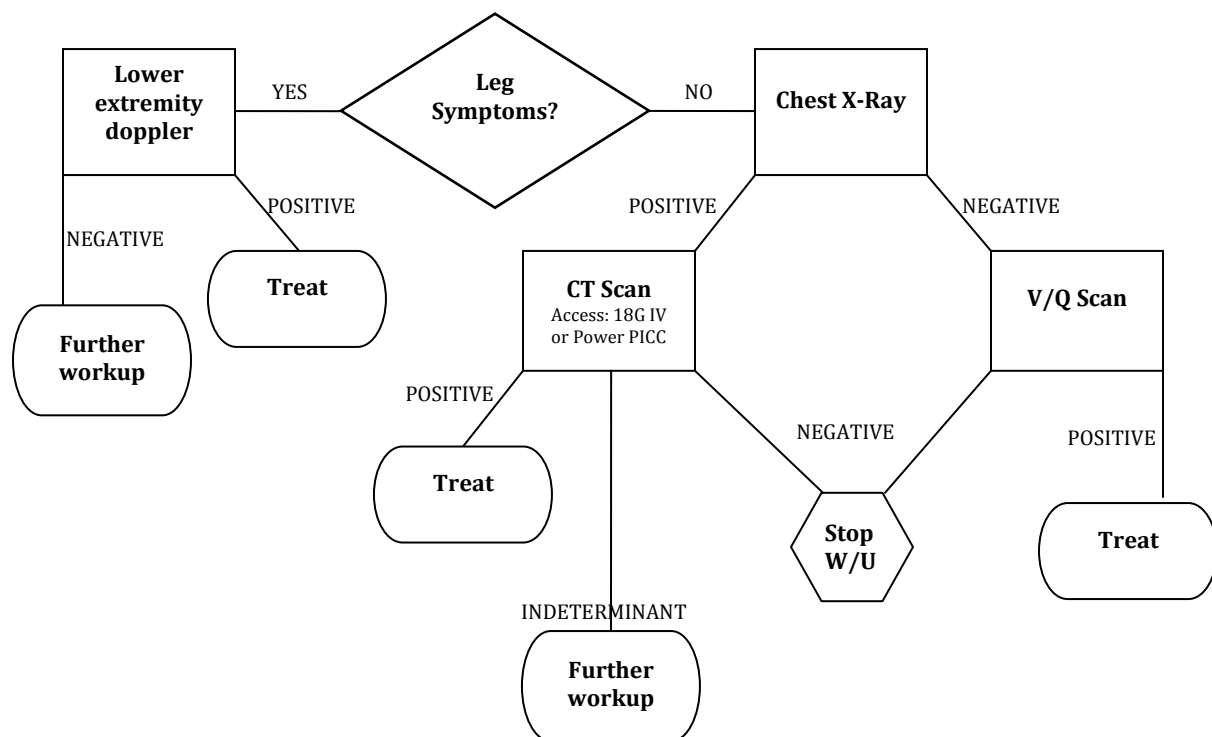 Lower
extremity
doppler
YES
Leg
Symptoms?
NO
Chest X-Ray
POSITIVE
NEGATIVE
POSITIVE
NEGATIVE
Treat
Further
workup
CT Scan
Access: 18G IV
or Power PICC
V/Q Scan
POSITIVE
NEGATIVE
POSITIVE
Treat
Stop
W/U
Treat
INDETERMINANT
Further
workup